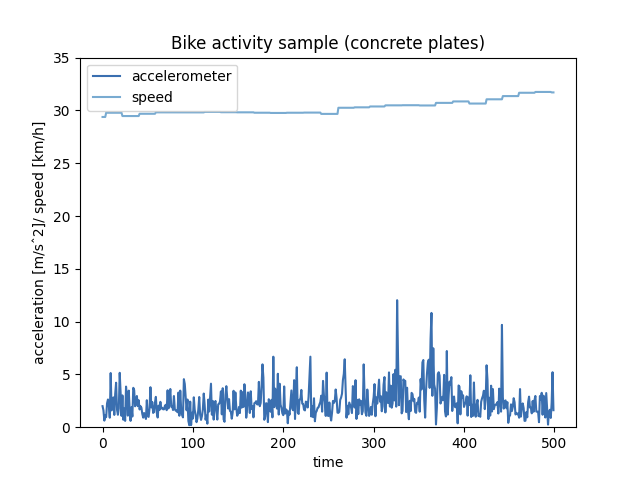 Bike activity sample (concrete plates)
accelerometer
speed
acceleration [m/s^2]/ speed [km/h]
35
30
25
20
15
10
5
0
0 100 200 300 400 500
time